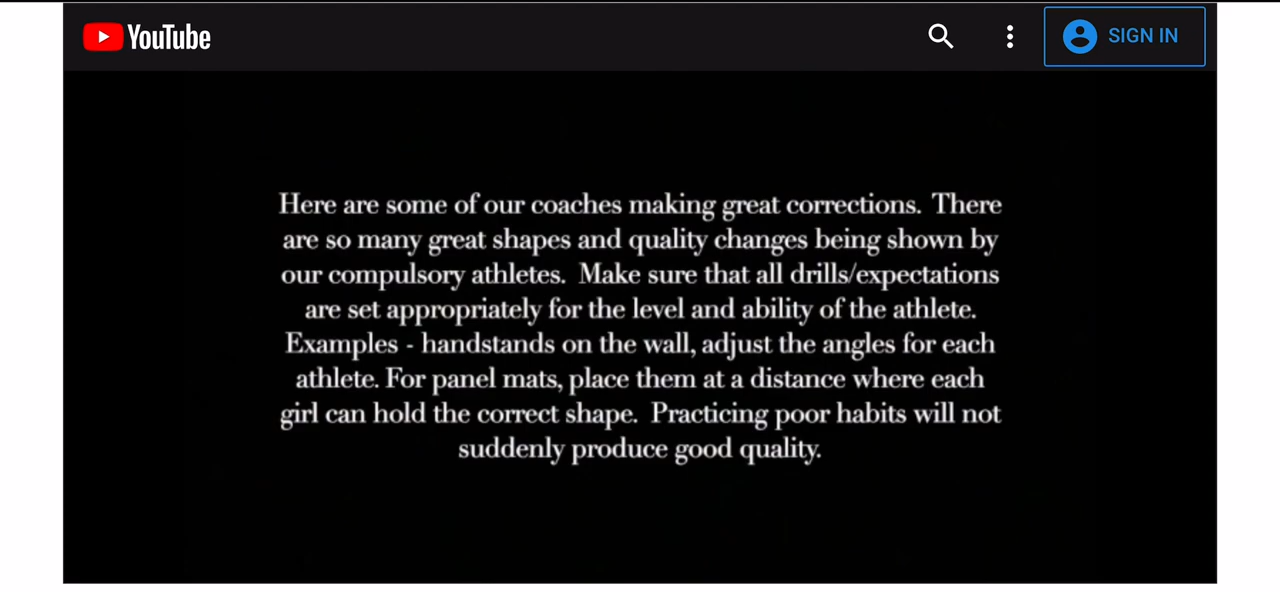 YouTube
SIGN IN
Here are some of our coaches making great corrections. There
are so many great shapes and quality changes being shown by
our compulsory athletes. Make sure that all drills/expectations
are set appropriately for the level and ability of the athlete.
Examples - handstands on the wall, adjust the angles for each
athlete. For panel mats, place them at a distance where each
girl can hold the correct shape. Practicing poor habits will not
suddenly produce good quality.